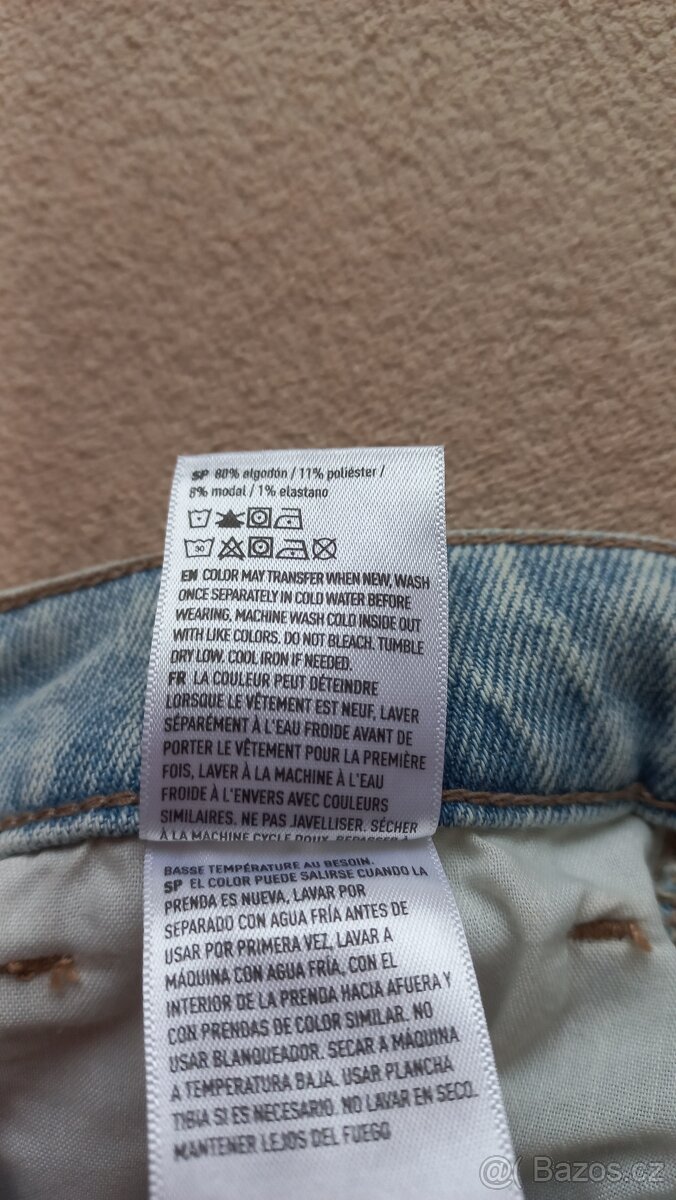 SP 80% algodón / 11% poliéster /
8% modal / 1% elastano
30
EN COLOR MAY TRANSFER WHEN NEW, WASH
ONCE SEPARATELY IN COLD WATER BEFORE
WEARING, MACHINE WASH COLD INSIDE OUT
WITH LIKE COLORS. DO NOT BLEACH. TUMBLE
DRY LOW. COOL IRON IF NEEDED.
FR LA COULEUR PEUT DÉTEINDRE
LORSQUE LE VÊTEMENT EST NEUF, LAVER
SÉPARÉMENT À L'EAU FROIDE AVANT DE
PORTER LE VÊTEMENT POUR LA PREMIÈRE
FOIS, LAVER À LA MACHINE À L'EAU
FROIDE À L'ENVERS AVEC COULEURS
SIMILAIRES. NE PAS JAVELLISER. SÉCHER
À LA MACHINE CYCLE DOUX. REPASSER À
BASSE TEMPÉRATURE AU BESOIN.
SP EL COLOR PUEDE SALIRSE CUANDO LA
PRENDA ES NUEVA, LAVAR POR
SEPARADO CON AGUA FRÍA ANTES DE
USAR POR PRIMERA VEZ, LAVAR A
MÁQUINA CON AGUA FRÍA, CON EL
INTERIOR DE LA PRENDA HACIA AFUERA Y
CON PRENDAS DE COLOR SIMILAR. NO
USAR BLANQUEADOR. SECAR A MÁQUINA
A TEMPERATURA BAJA. USAR PLANCHA
TIBIA SI ES NECESARIO. NO LAVAR EN SECO.
MANTENER LEJOS DEL FUEGO
@( Bazos.cz